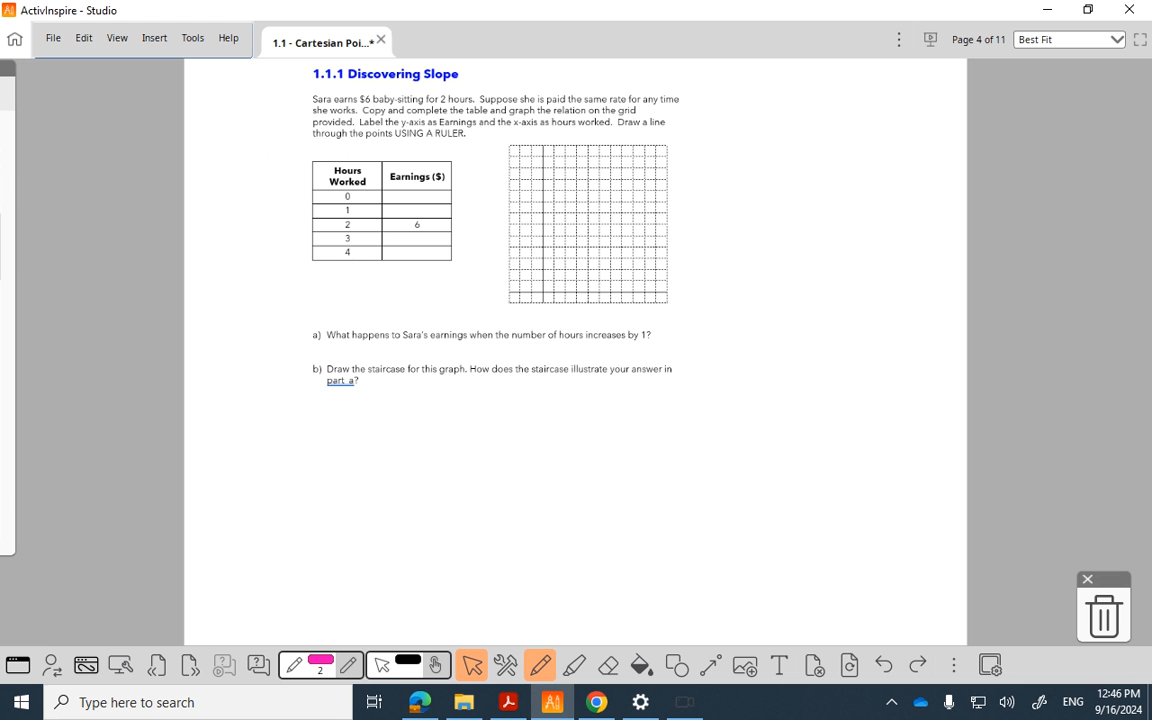 ActivInspire - Studio
File Edit View Insert Tools Help
1.1 - Cartesian Poi...*
Page 4 of 11
Best Fit
1.1.1 Discovering Slope
Sara earns $6 baby-sitting for 2 hours. Suppose she is paid the same rate for any time
she works. Copy and complete the table and graph the relation on the grid
provided. Label the y-axis as Earnings and the x-axis as hours worked. Draw a line
through the points USING A RULER.
Hours Worked Earnings ($)
0
1
2 6
3
4
a) What happens to Sara's earnings when the number of hours increases by 1?
b) Draw the staircase for this graph. How does the staircase illustrate your answer in
part a?
2
Type here to search
ENG
12:46 PM
9/16/2024